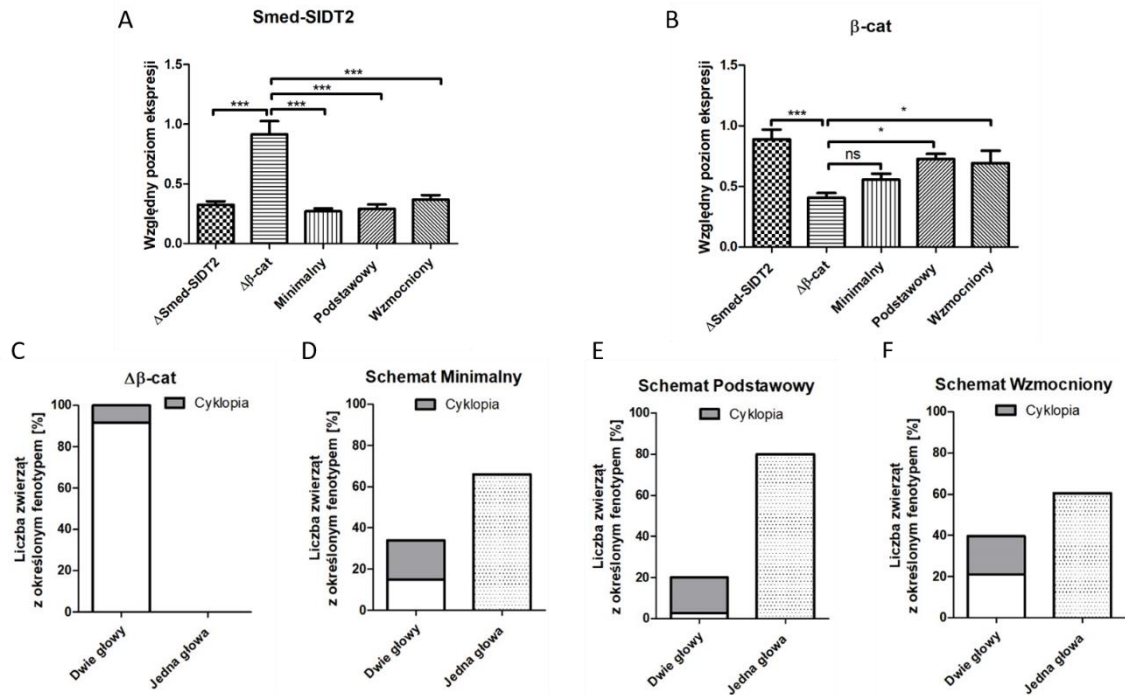 A
Smed-SIDT2
Względny poziom ekspresji
1.5
1.0
0.5
0.0
***
***
***
***
ΔSmed-SIDT2
Δβ-cat
Minimalny
Podstawowy
Wzmocniony
B
β-cat
Względny poziom ekspresji
1.5
1.0
0.5
0.0
***
*
*
ns
ΔSmed-SIDT2
Δβ-cat
Minimalny
Podstawowy
Wzmocniony
C
Δβ-cat
Cyklopia
Liczba zwierząt
z określonym fenotypem [%]
100
80
60
40
20
0
Dwie głowy
Jedna głowa
D
Schemat Minimalny
Cyklopia
Liczba zwierząt
z określonym fenotypem [%]
100
80
60
40
20
0
Dwie głowy
Jedna głowa
E
Schemat Podstawowy
Cyklopia
Liczba zwierząt
z określonym fenotypem [%]
100
80
60
40
20
0
Dwie głowy
Jedna głowa
F
Schemat Wzmocniony
Cyklopia
Liczba zwierząt
z określonym fenotypem [%]
100
80
60
40
20
0
Dwie głowy
Jedna głowa